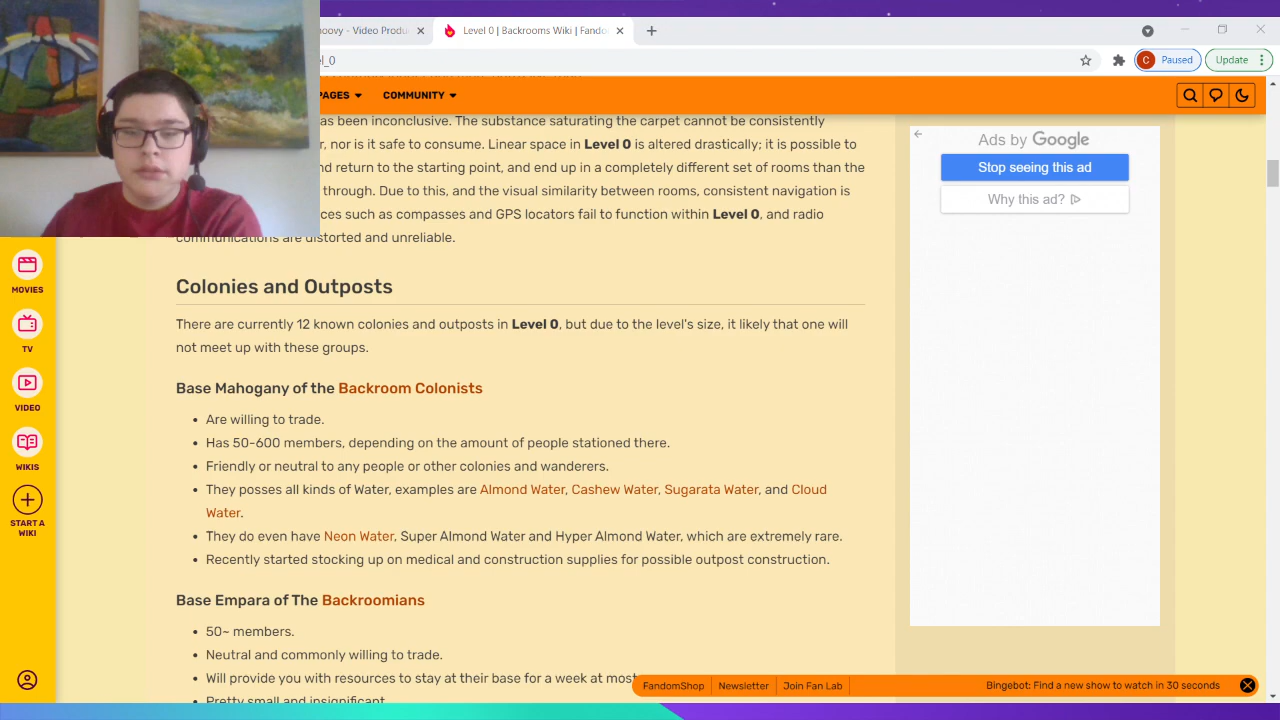 noovy - Video Produ
Level 0 | Backrooms Wiki | Fando
el_0
C Paused
Update
PAGES
COMMUNITY
as been inconclusive. The substance saturating the carpet cannot be consistently
r, nor is it safe to consume. Linear space in Level 0 is altered drastically; it is possible to
nd return to the starting point, and end up in a completely different set of rooms than the
through. Due to this, and the visual similarity between rooms, consistent navigation is
ces such as compasses and GPS locators fail to function within Level 0, and radio
communications are distorted and unreliable.
Colonies and Outposts
There are currently 12 known colonies and outposts in Level 0, but due to the level's size, it likely that one will
not meet up with these groups.
Base Mahogany of the Backroom Colonists
• Are willing to trade.
• Has 50-600 members, depending on the amount of people stationed there.
• Friendly or neutral to any people or other colonies and wanderers.
• They posses all kinds of Water, examples are Almond Water, Cashew Water, Sugarata Water, and Cloud
Water.
• They do even have Neon Water, Super Almond Water and Hyper Almond Water, which are extremely rare.
• Recently started stocking up on medical and construction supplies for possible outpost construction.
Base Empara of The Backroomians
• 50~ members.
• Neutral and commonly willing to trade.
• Will provide you with resources to stay at their base for a week at most
• Pretty small and insignificant
MOVIES
TV
VIDEO
WIKIS
START A
WIKI
Ads by Google
Stop seeing this ad
Why this ad?
FandomShop
Newsletter
Join Fan Lab
Bingebot: Find a new show to watch in 30 seconds